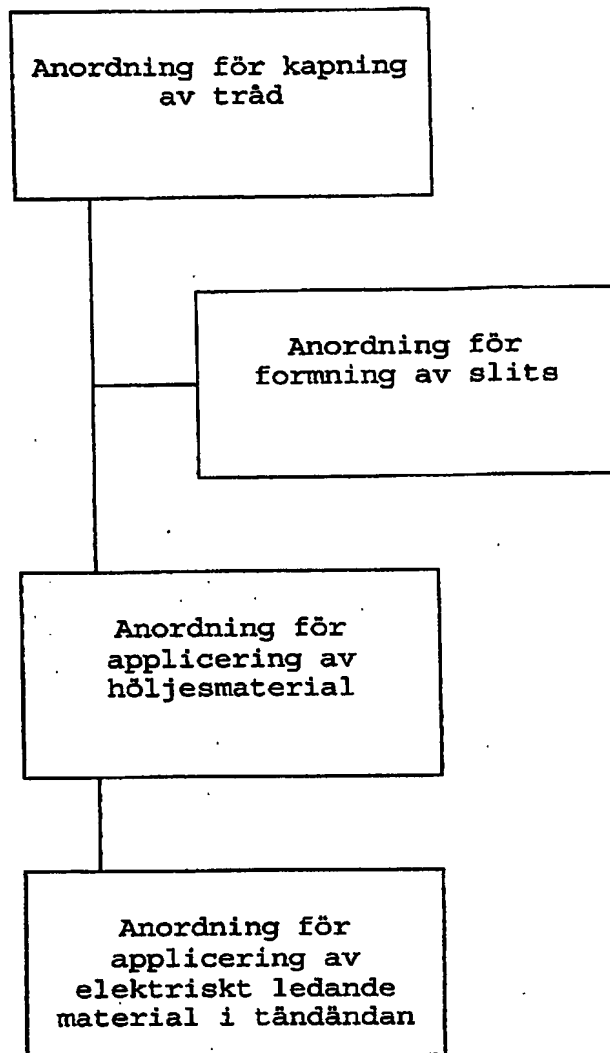 Anordning för kapning
av tråd
Anordning för
formning av slits
Anordning för
applicering av
höljesmaterial
Anordning för
applicering av
elektriskt ledande
material i tändändan